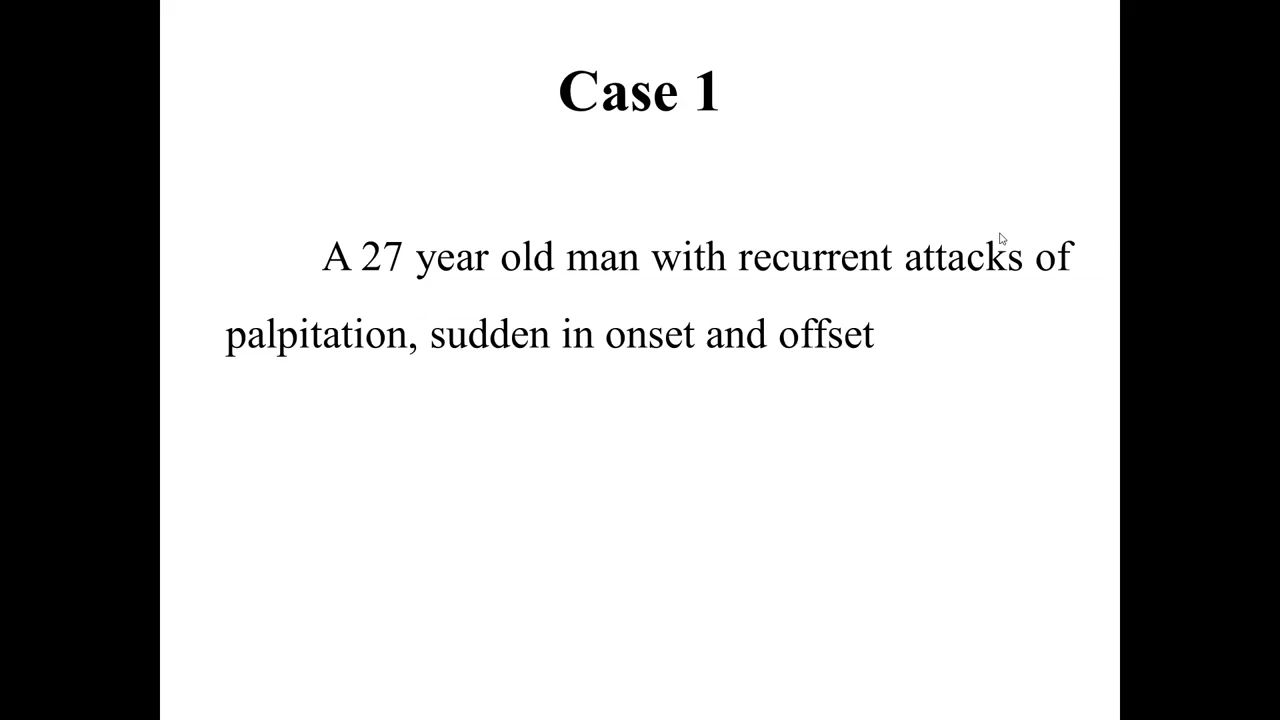 Case 1
A 27 year old man with recurrent attacks of
palpitation, sudden in onset and offset